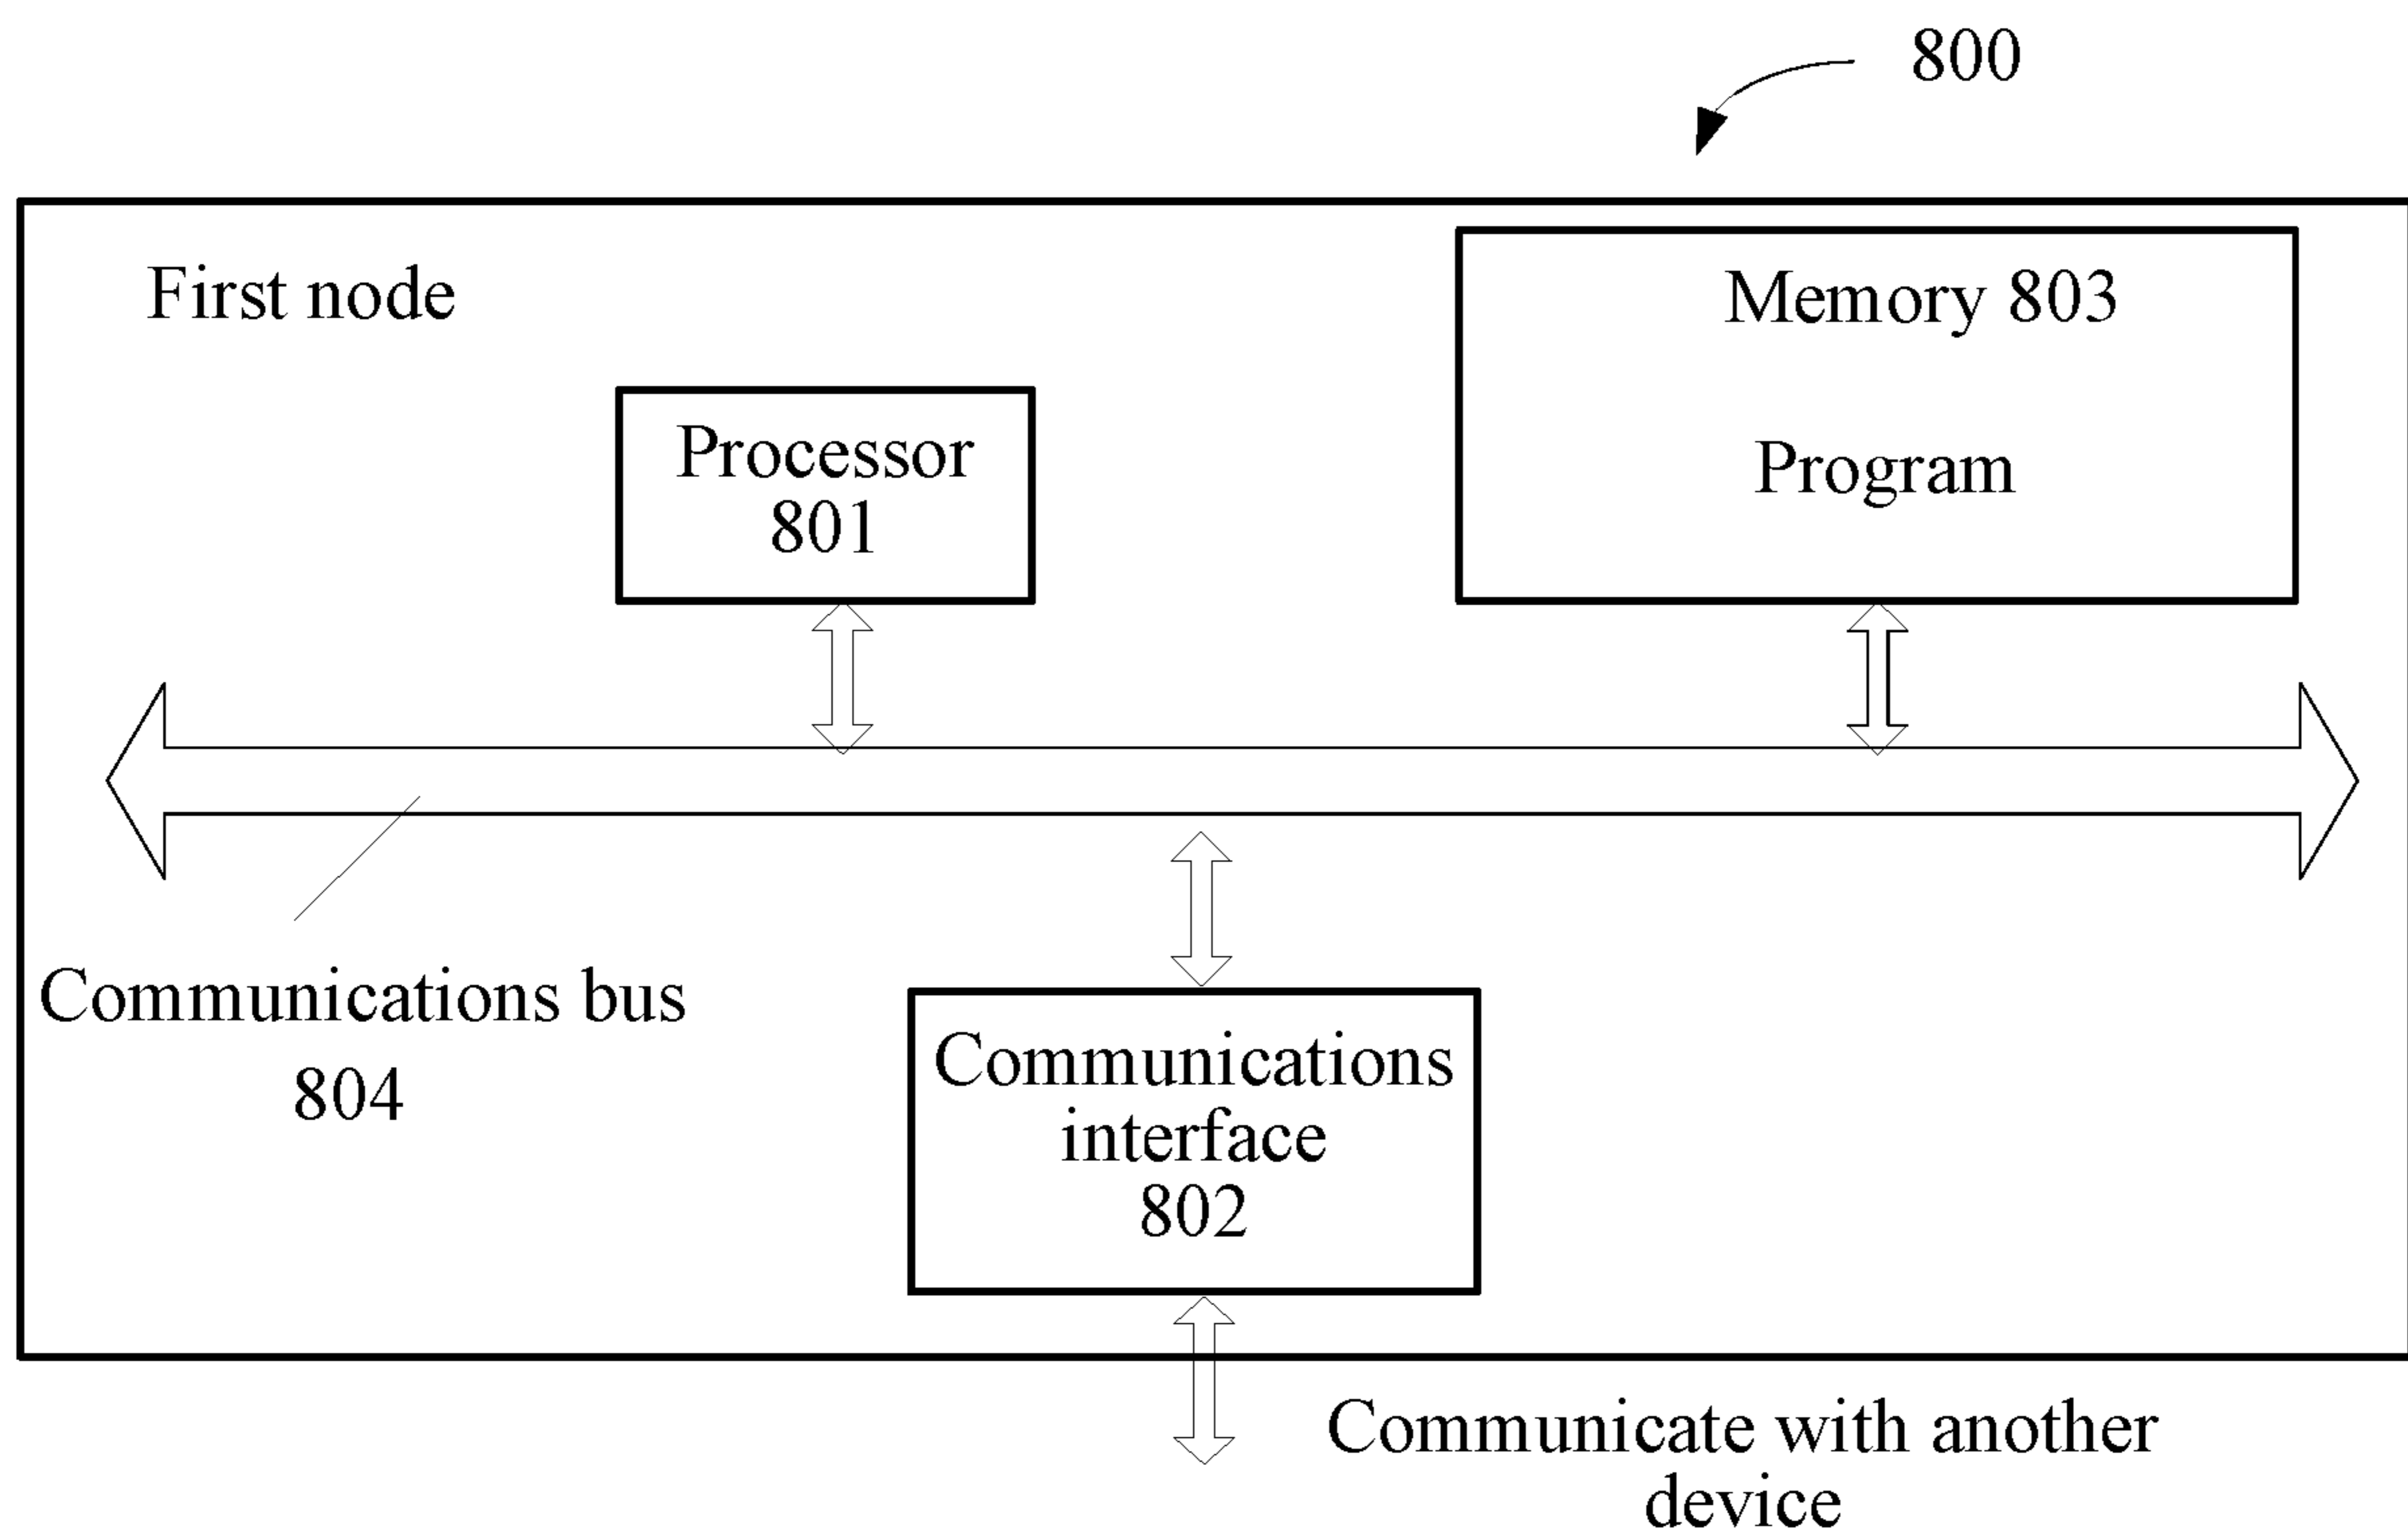 800
First node
Memory 803
Program
Processor
801
Communications bus
804
Communications
interface
802
Communicate with another
device